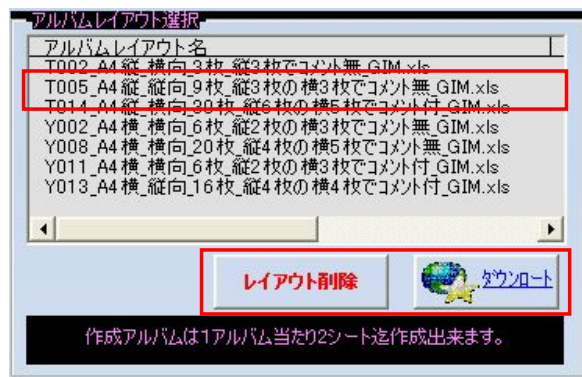 アルバムレイアウト選択
アルバムレイアウト名
T002_A4縦_横向_3枚_縦3枚でコメント無_GIM.xls
T005_A4縦_縦向_9枚_縦3枚の横3枚でコメント無_GIM.xls
T014_A4縦_横向_30枚_縦6枚の横5枚でコメント付_GIM.xls
Y002_A4横_横向_6枚_縦2枚の横3枚でコメント無_GIM.xls
Y008_A4横_横向_20枚_縦4枚の横5枚でコメント無_GIM.xls
Y011_A4横_横向_6枚_縦2枚の横3枚でコメント付_GIM.xls
Y013_A4横_縦向_16枚_縦4枚の横4枚でコメント付_GIM.xls
レイアウト削除
ダウンロート
作成アルバムは1アルバム当たり2シート迄作成出来ます。